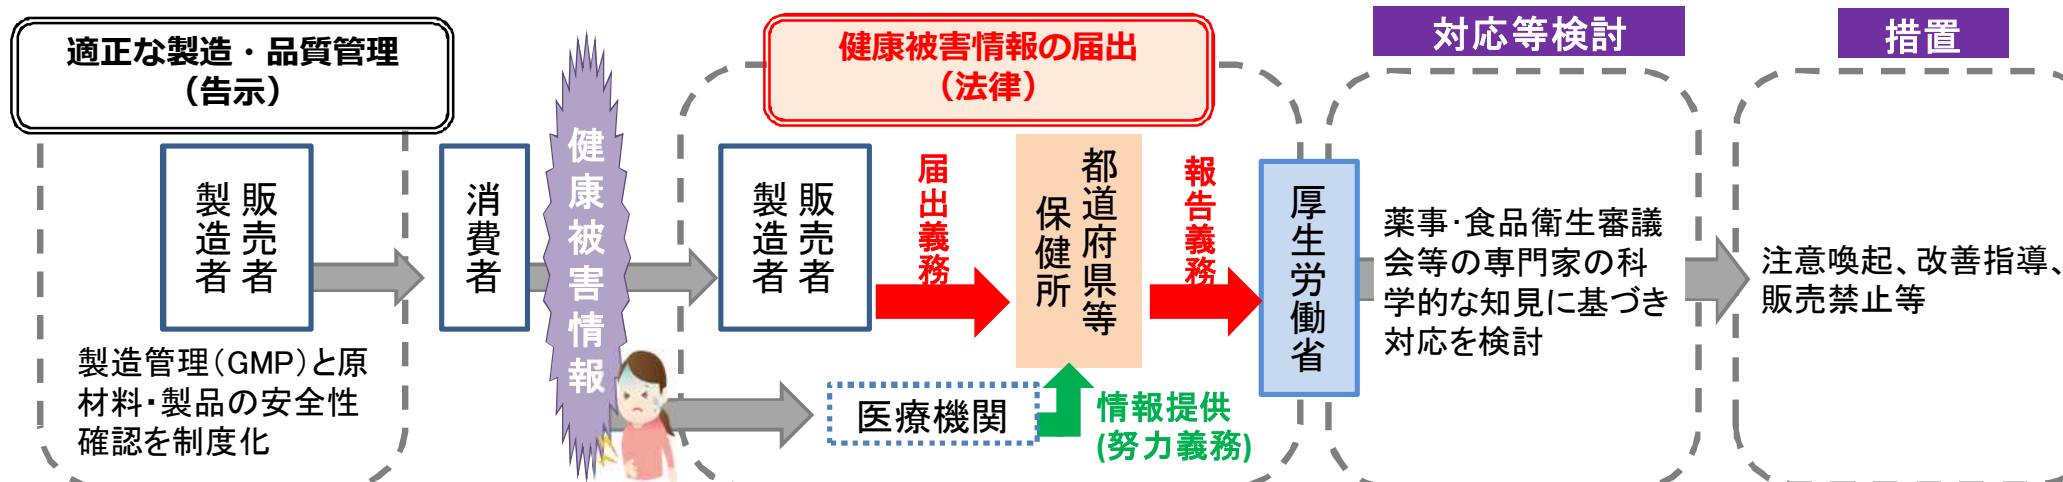 適正な製造・品質管理
（告示）
販売者
製造者
製造管理（GMP）と原
材料・製品の安全性
確認を制度化
消費者
健康被害情報
健康被害情報の届出
（法律）
販売者
製造者
届出義務
都道府県等
保健所
報告義務
医療機関
情報提供
(努力義務)
厚生労働省
対応等検討
薬事・食品衛生審議
会等の専門家の科
学的な知見に基づき
対応を検討
措置
注意喚起、改善指導、
販売禁止等